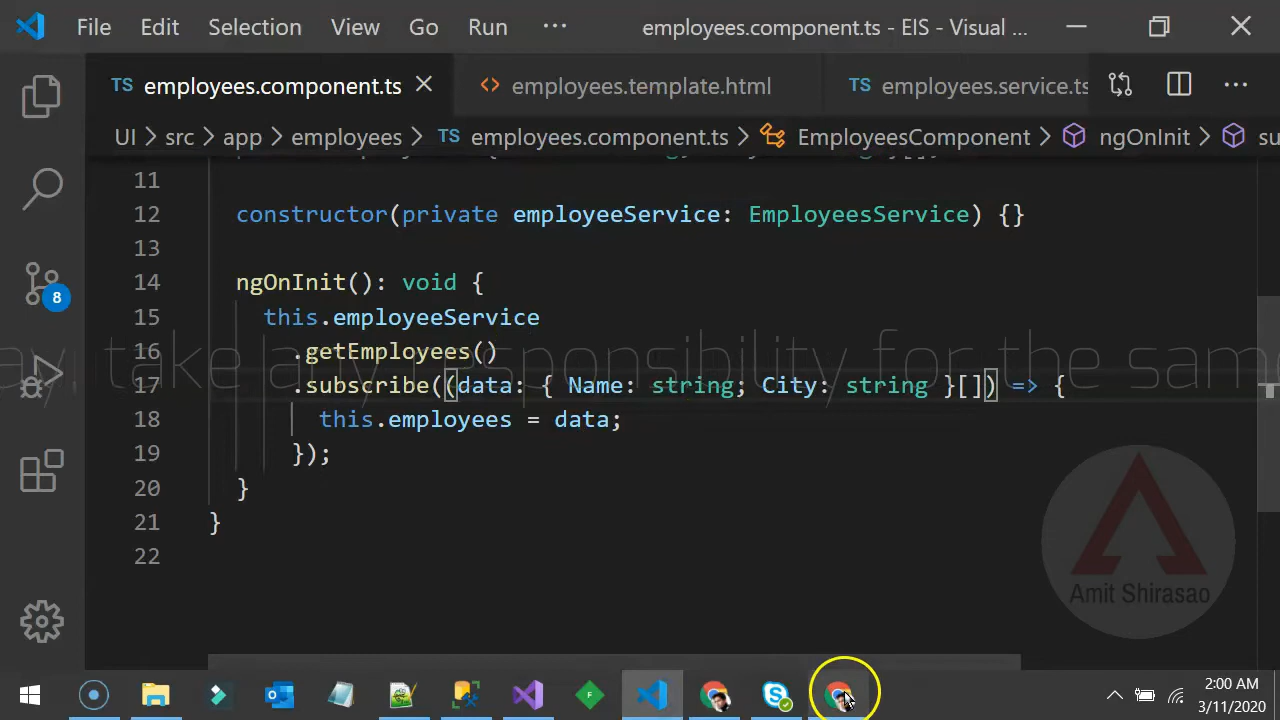 File Edit Selection View Go Run ··· employees.component.ts - EIS - Visual ...
TS employees.component.ts <> employees.template.html TS employees.service.ts
UI > src > app > employees > TS employees.component.ts > EmployeesComponent > ngOnInit > su
11
12 constructor(private employeeService: EmployeesService) {}
13
14 ngOnInit(): void {
15 this.employeeService
16 .getEmployees()
17 .subscribe((data: { Name: string; City: string }[]) => {
18 this.employees = data;
19 });
20 }
21 }
22
take any responsibility for the sam
8
Amit Shirasao
2:00 AM
3/11/2020